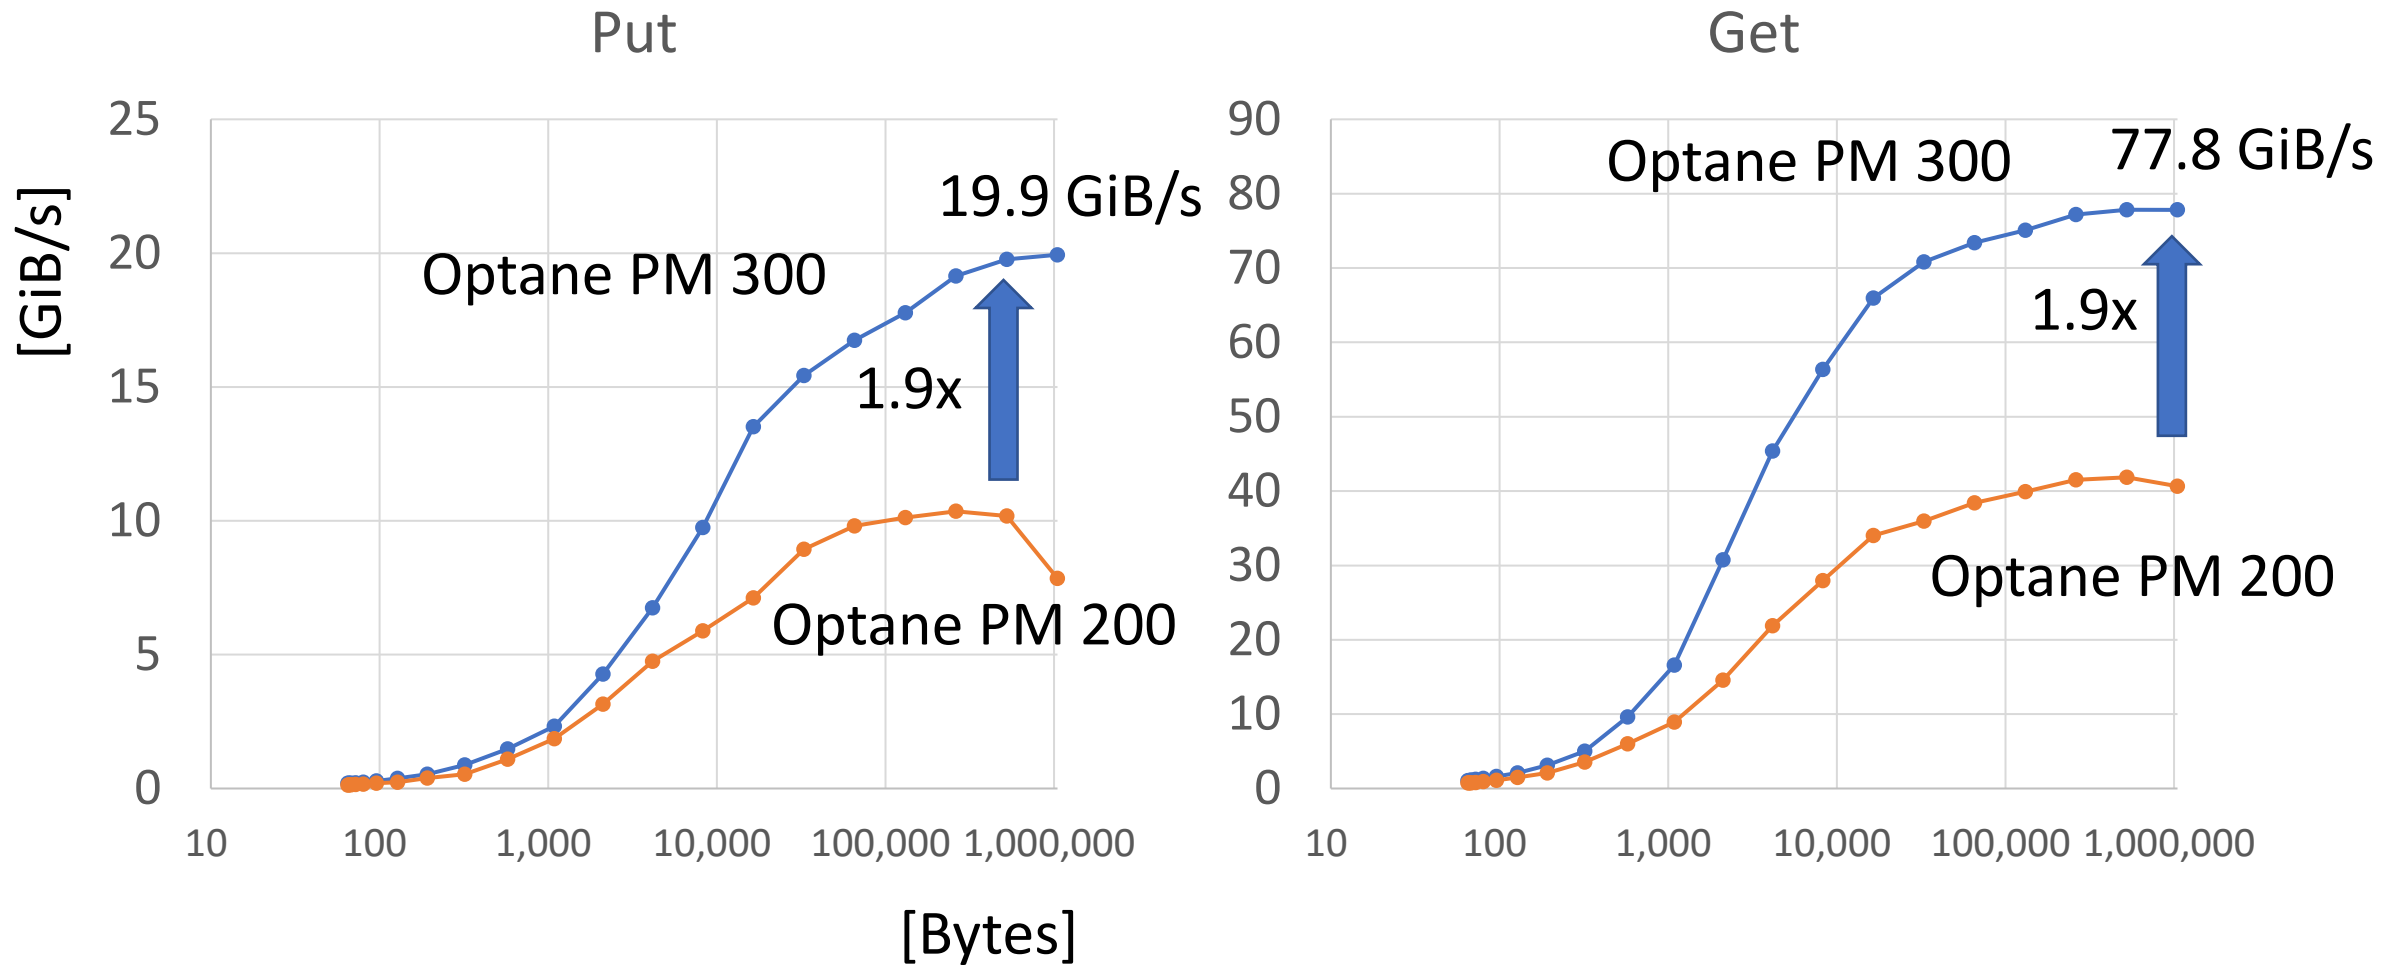 Put
25
20
15
10
5
0
[GiB/s]
Optane PM 300
19.9 GiB/s
1.9x
Optane PM 200
10
100
1,000
10,000
100,000
1,000,000
Get
90
80
70
60
50
40
30
20
10
0
Optane PM 300
77.8 GiB/s
1.9x
Optane PM 200
10
100
1,000
10,000
100,000
1,000,000
[Bytes]